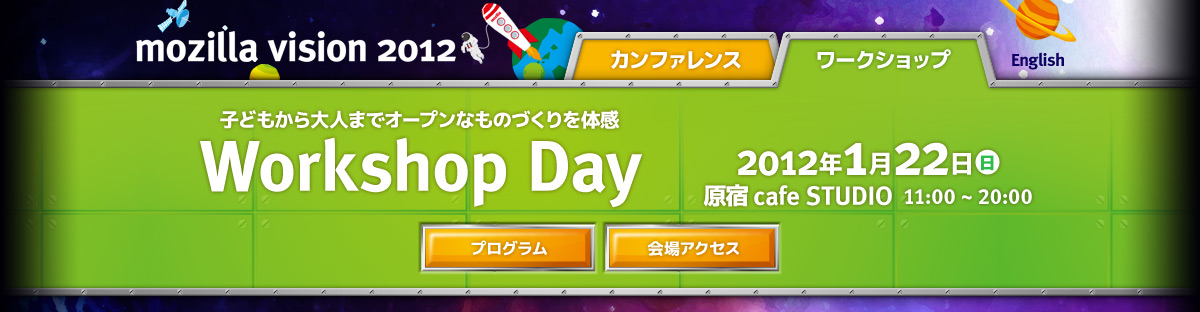 mozilla vision 2012
カンファレンス
ワークショップ
English
子どもから大人までオープンなものづくりを体感
Workshop Day
2012年1月22日日
原宿 cafe STUDIO 11:00 ~ 20:00
プログラム
会場アクセス